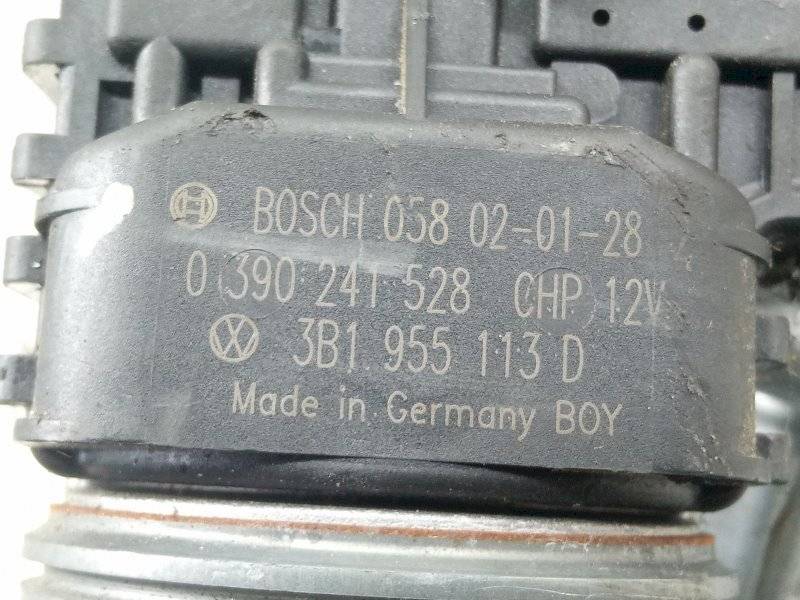 BOSCH 058 02-01-28
0 390 241 528 CHP 12V
3B1 955 113 D
Made in Germany BOY